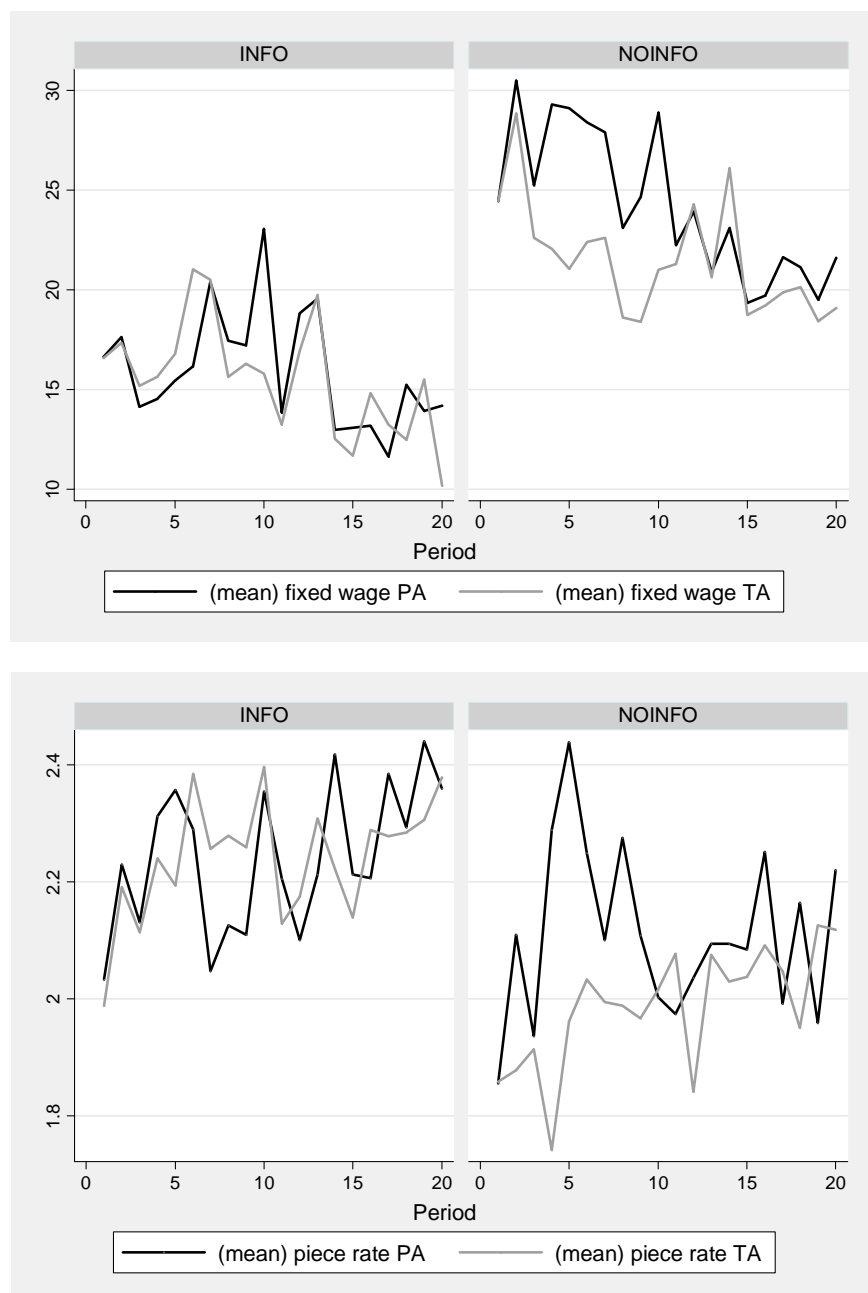 INFO NOINFO
30
25
20
15
10
0 5 10 15 20 0 5 10 15 20
Period
(mean) fixed wage PA (mean) fixed wage TA
INFO NOINFO
2.4
2.2
2
1.8
0 5 10 15 20 0 5 10 15 20
Period
(mean) piece rate PA (mean) piece rate TA